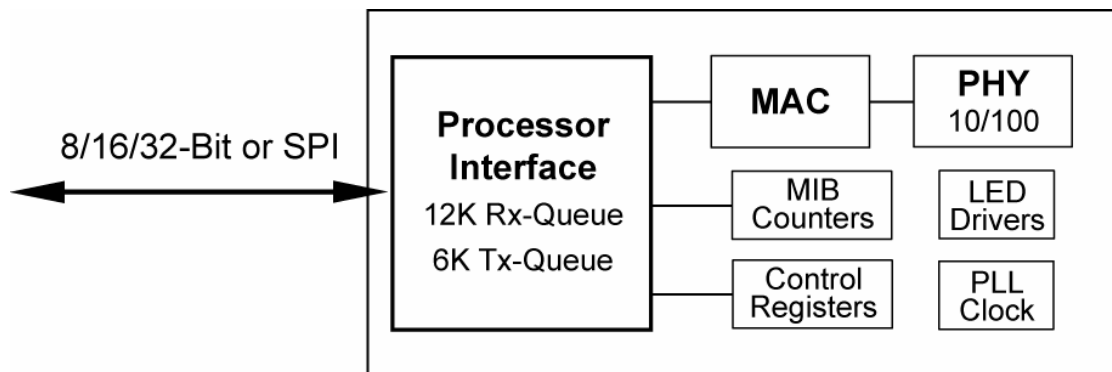 8/16/32-Bit or SPI
Processor
Interface
12K Rx-Queue
6K Tx-Queue
MAC
PHY
10/100
MIB
Counters
LED
Drivers
Control
Registers
PLL
Clock